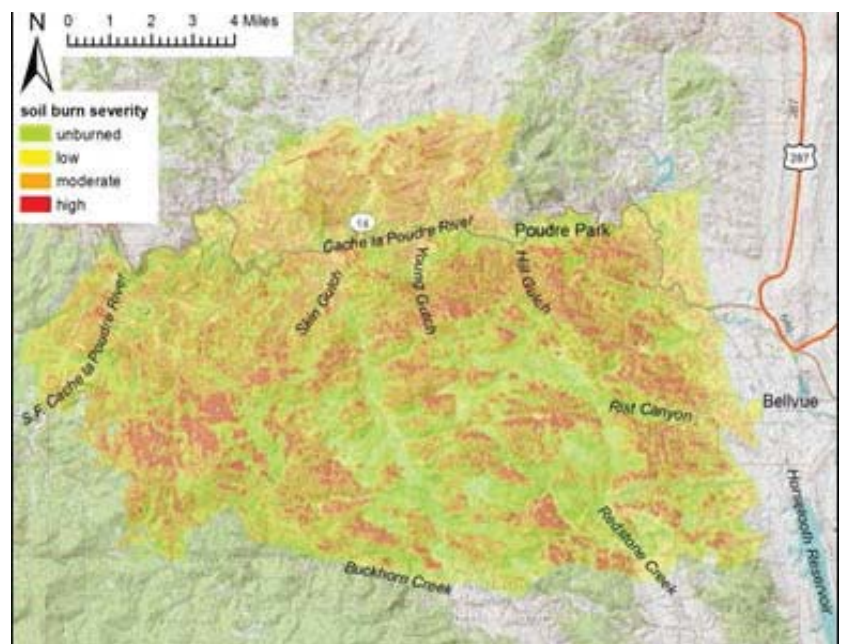 N
0 1 2 3 4 Miles
soil burn severity
unburned
low
moderate
high
287
287
14
Cache la Poudre River
Poudre Park
S.F. Cache la Poudre River
Skin Gulch
Young Gulch
Hill Gulch
Rist Canyon
Bellvue
Horsetooth Reservoir
Redstone Creek
Buckhorn Creek